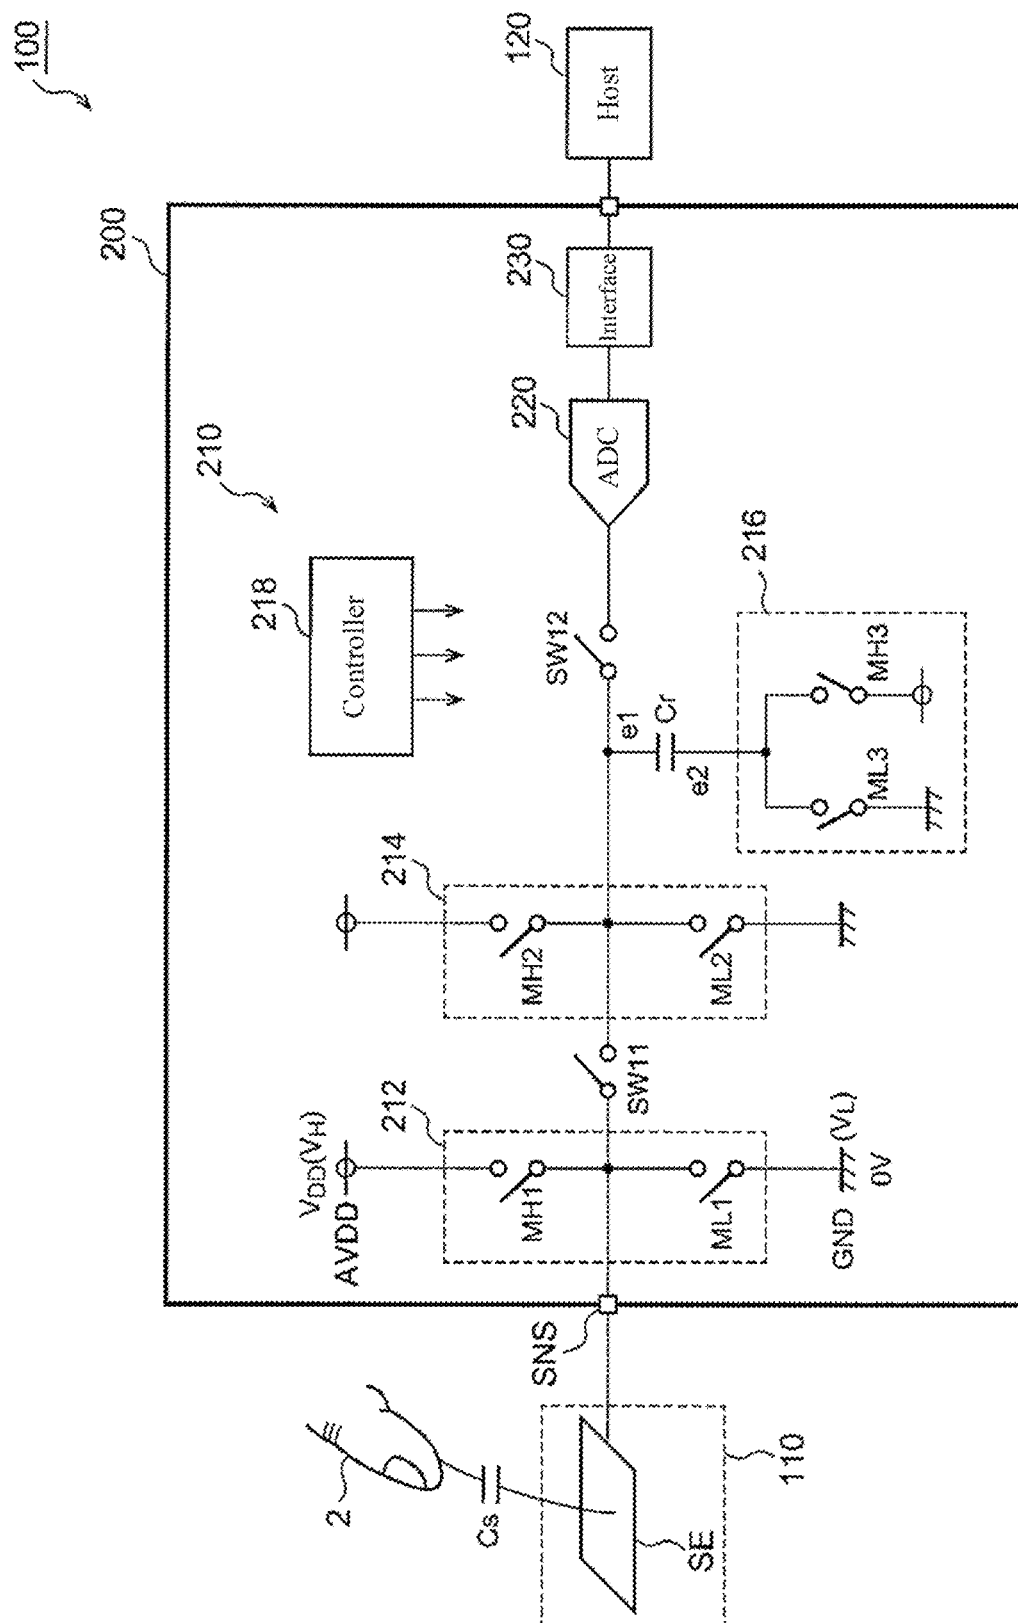 100
200
120
Host
230
Interface
220
ADC
210
218
Controller
SW12
e1
Cr
e2
216
MH3
ML3
214
MH2
ML2
SW11
212
VDD(VH)
AVDD
MH1
ML1
GND
(VL)
0V
SNS
2
Cs
SE
110